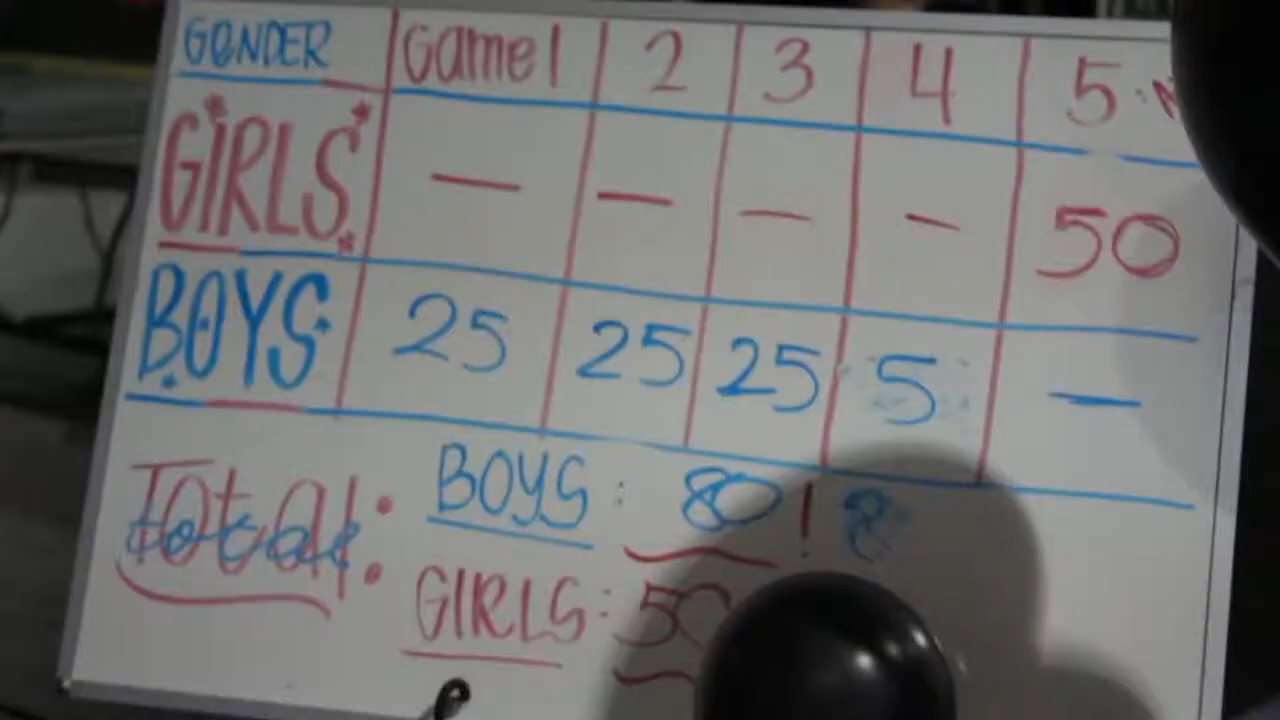 GENDER Game 1 2 3 4 5
GIRLS — — — — 50
BOYS 25 25 25 5 —
Total: BOYS: 80!
GIRLS: 50